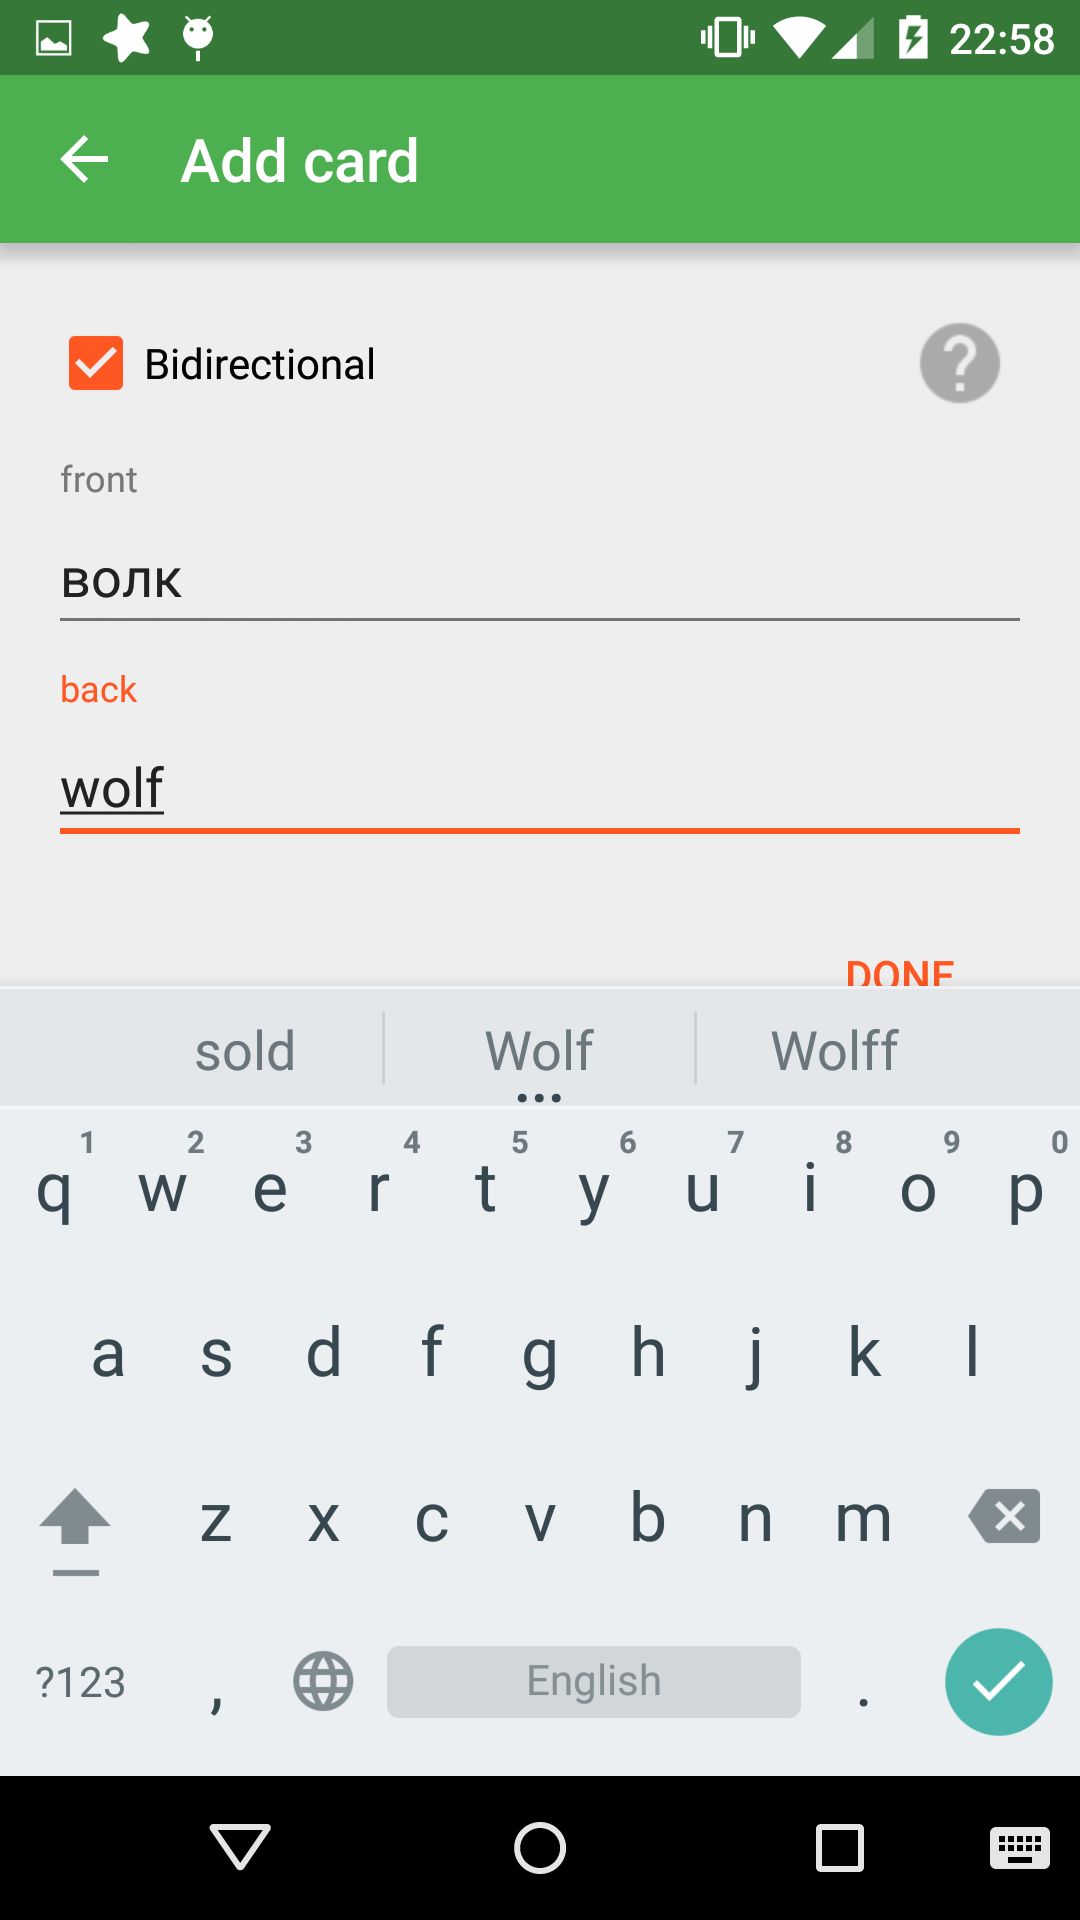 22:58
Add card
Bidirectional
front
волк
back
wolf
DONE
sold Wolf Wolff
1 2 3 4 5 6 7 8 9 0
q w e r t y u i o p
a s d f g h j k l
z x c v b n m
?123 , English .